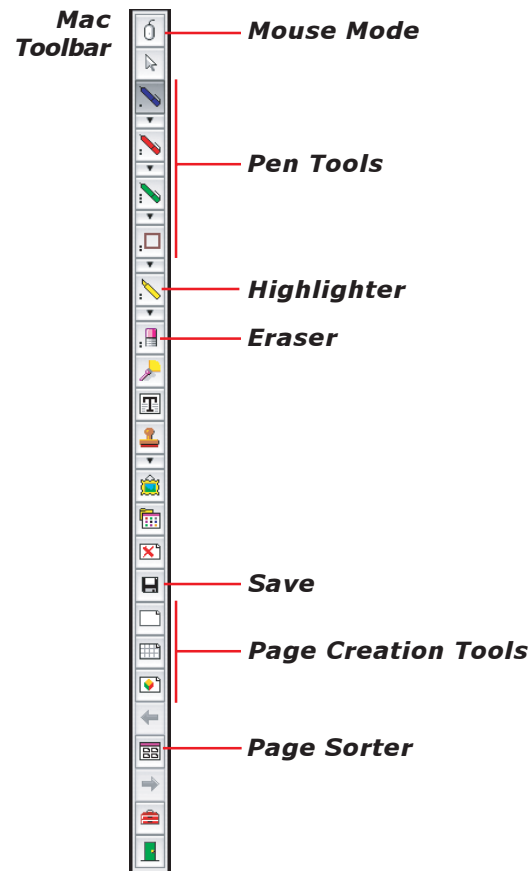 Mac
Toolbar
Mouse Mode
Pen Tools
Highlighter
Eraser
T
Save
Page Creation Tools
Page Sorter